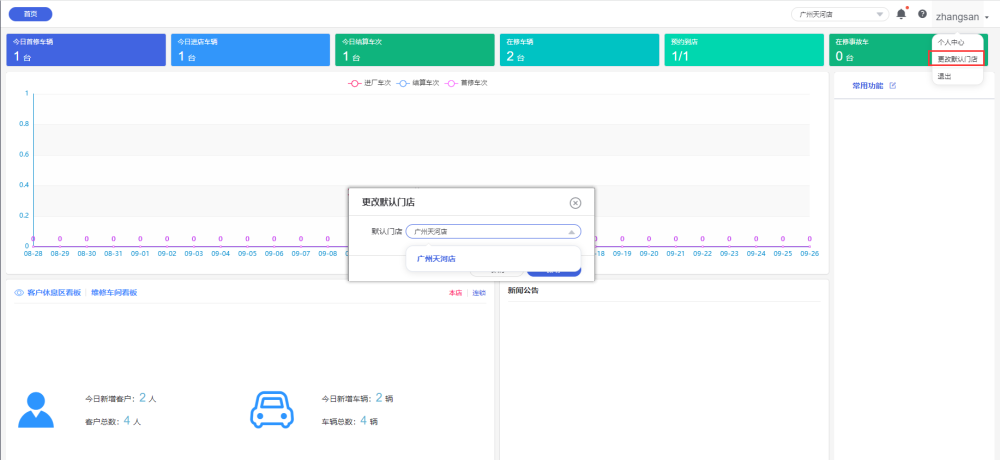 首页
广州天河店
zhangsan
今日首修车辆
1 台
今日进店车辆
1 台
今日结算车次
1 台
在修车辆
2 台
预约到店
1/1
在修事故车
0 台
个人中心
更改默认门店
退出
进厂车次 结算车次 首修车次
常用功能
1
0.8
0.6
0.4
0.2
0
0 0 0 0 0 0 0 0 0 0 0 0 0 0 0 0 0 0 0 0
08-28 08-29 08-30 08-31 09-01 09-02 09-03 09-04 09-05 09-06 09-07 09-08 09-19 09-20 09-21 09-22 09-23 09-24 09-25 09-26
更改默认门店
默认门店 广州天河店
广州天河店
客户休息区看板 维修车间看板
本店 连锁
新闻公告
今日新增客户: 2 人
客户总数: 4 人
今日新增车辆: 2 辆
车辆总数: 4 辆